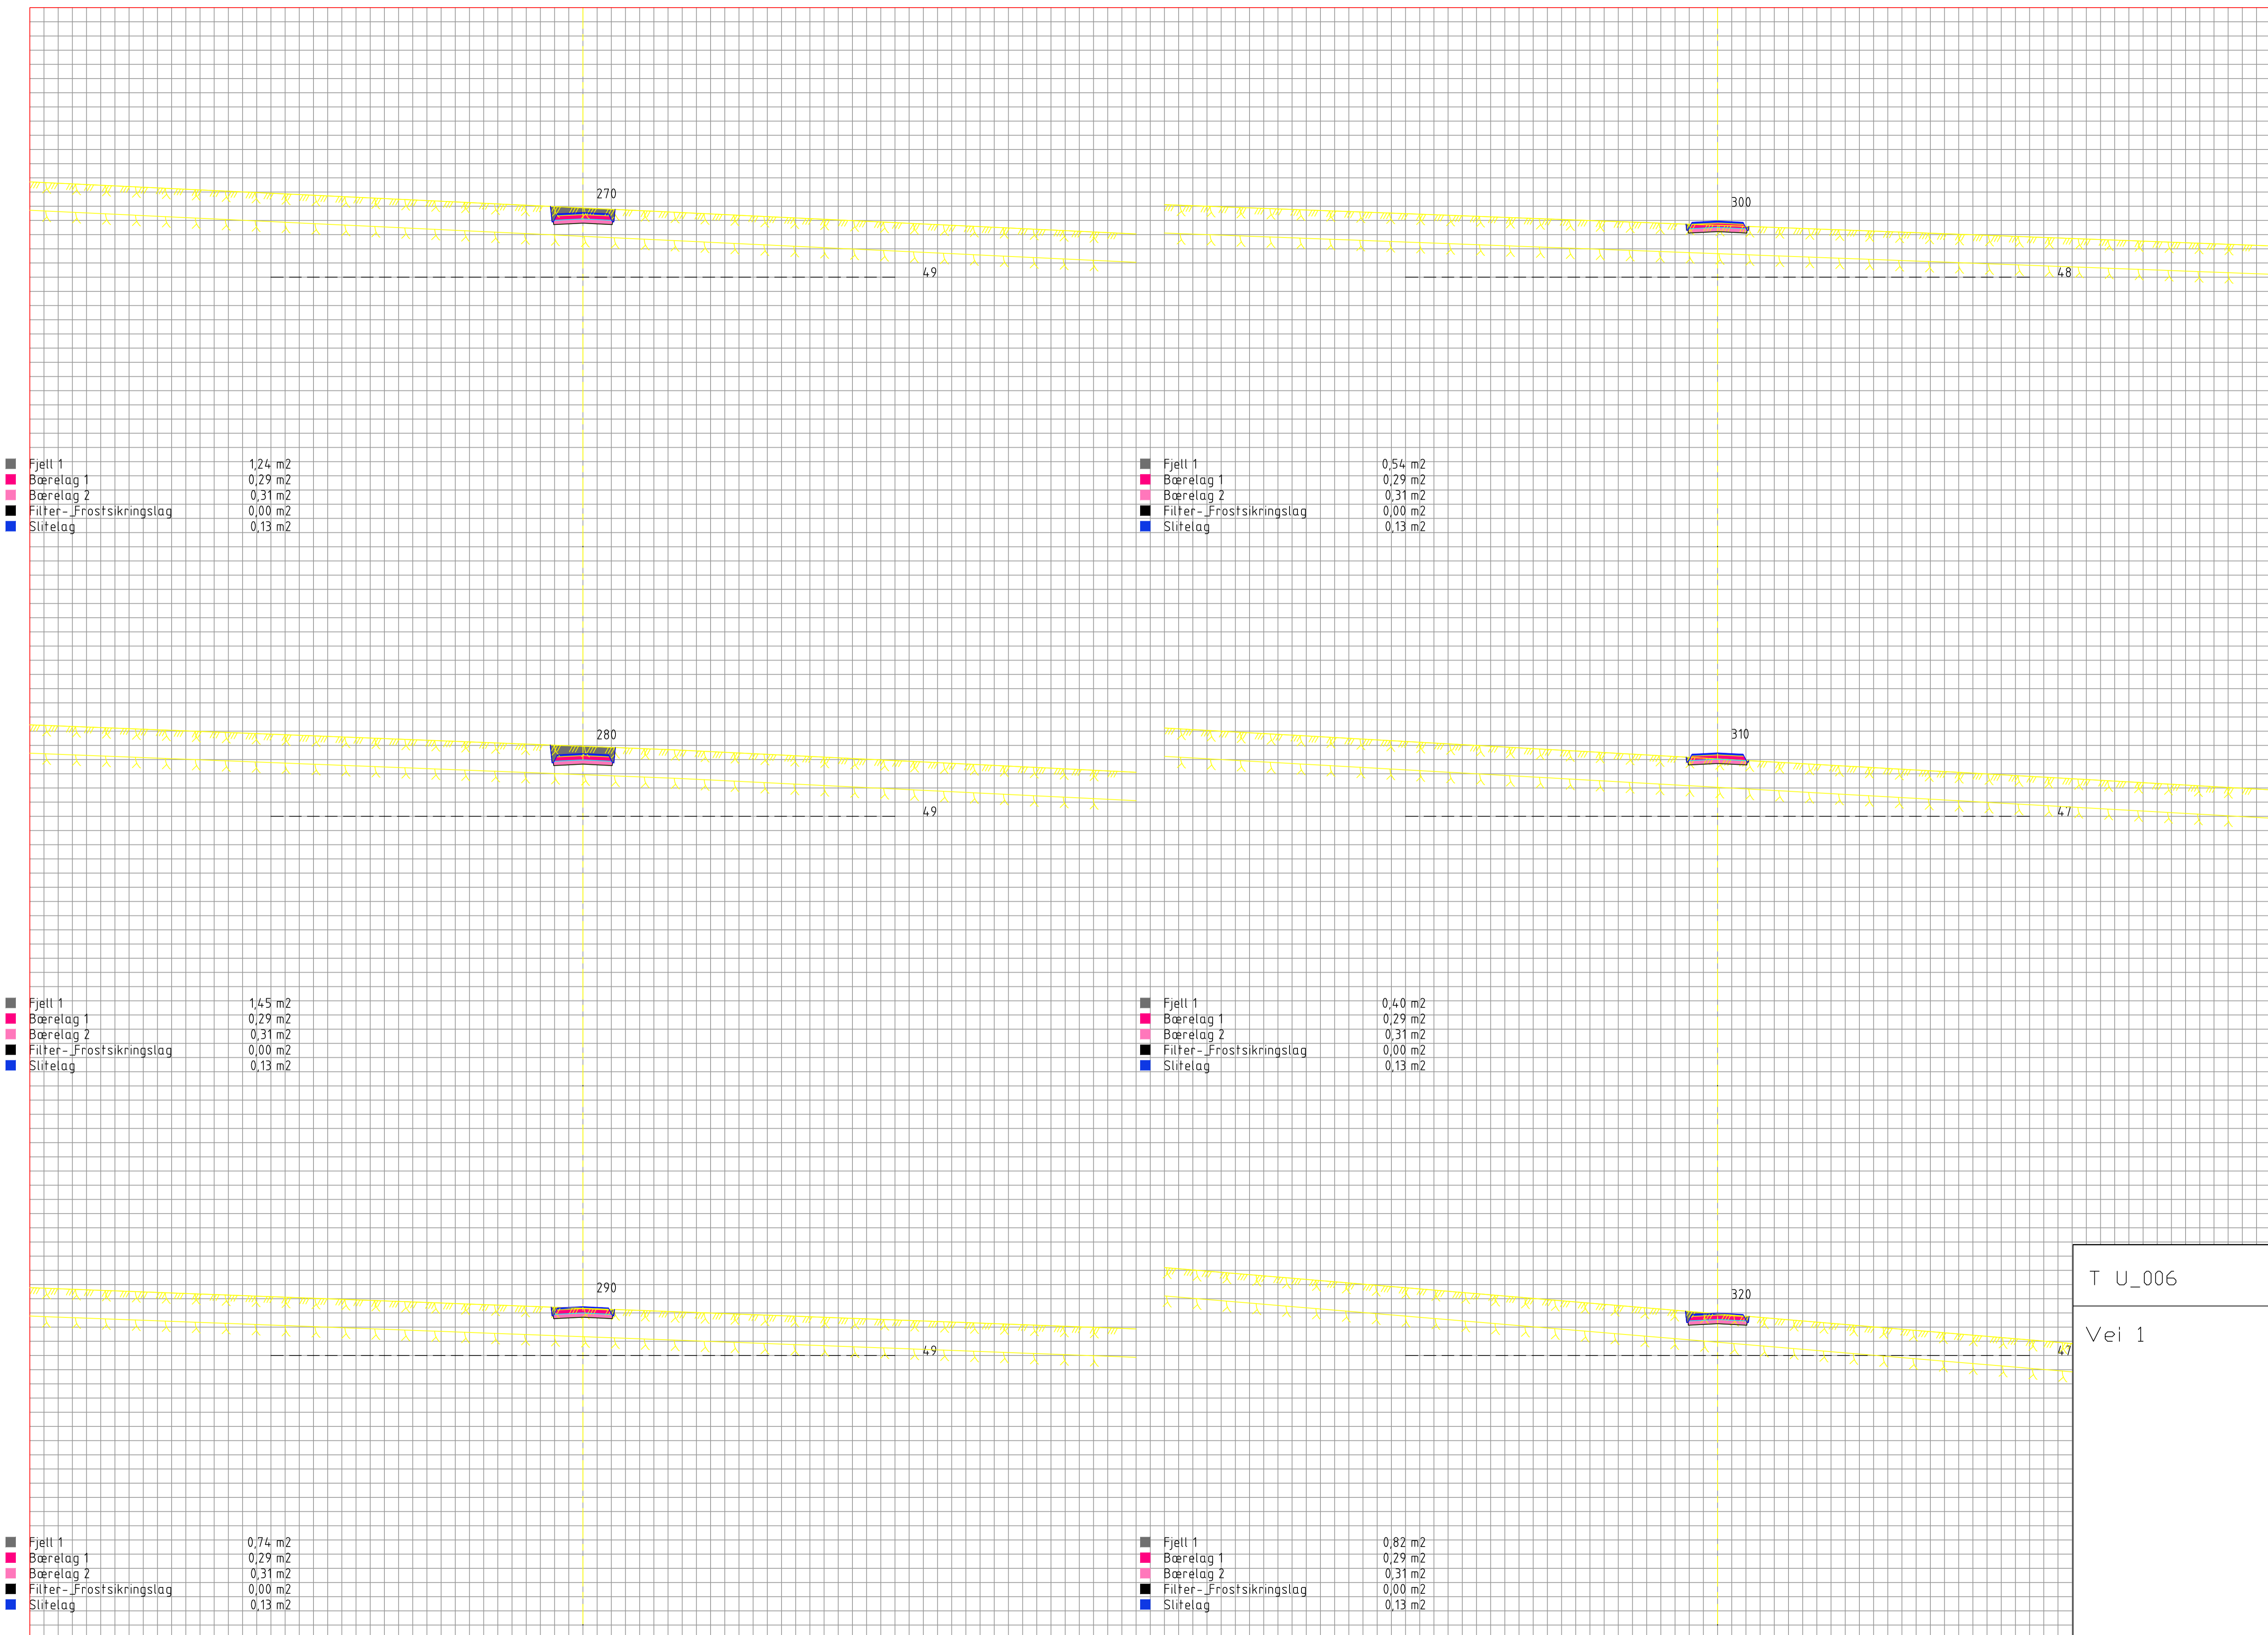 270
49
Fjell 1 1,24 m2
Bærelag 1 0,29 m2
Bærelag 2 0,31 m2
Filter-_Frostsikringslag 0,00 m2
Slitelag 0,13 m2
280
49
Fjell 1 1,45 m2
Bærelag 1 0,29 m2
Bærelag 2 0,31 m2
Filter-_Frostsikringslag 0,00 m2
Slitelag 0,13 m2
290
49
Fjell 1 0,74 m2
Bærelag 1 0,29 m2
Bærelag 2 0,31 m2
Filter-_Frostsikringslag 0,00 m2
Slitelag 0,13 m2
300
48
Fjell 1 0,54 m2
Bærelag 1 0,29 m2
Bærelag 2 0,31 m2
Filter-_Frostsikringslag 0,00 m2
Slitelag 0,13 m2
310
47
Fjell 1 0,40 m2
Bærelag 1 0,29 m2
Bærelag 2 0,31 m2
Filter-_Frostsikringslag 0,00 m2
Slitelag 0,13 m2
320
47
Fjell 1 0,82 m2
Bærelag 1 0,29 m2
Bærelag 2 0,31 m2
Filter-_Frostsikringslag 0,00 m2
Slitelag 0,13 m2
T U_006
Vei 1